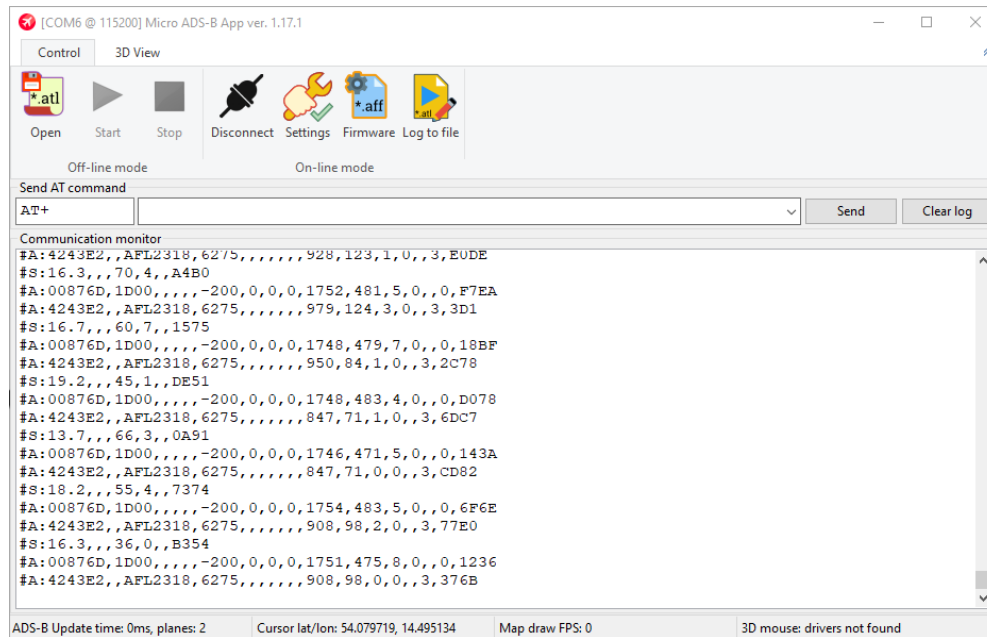 [COM6 @ 115200] Micro ADS-B App ver. 1.17.1
Control 3D View
*.atl *.aff *.atl
Open Start Stop Disconnect Settings Firmware Log to file
Off-line mode On-line mode
Send AT command
AT+ Send Clear log
Communication monitor
#A:4243E2,,AFL2318,6275,,,,,,,928,123,1,0,,3,E0DE
#S:16.3,,,70,4,,A4B0
#A:00876D,1D00,,,,,-200,0,0,0,1752,481,5,0,,0,F7EA
#A:4243E2,,AFL2318,6275,,,,,,,979,124,3,0,,3,3D1
#S:16.7,,,60,7,,1575
#A:00876D,1D00,,,,,-200,0,0,0,1748,479,7,0,,0,18BF
#A:4243E2,,AFL2318,6275,,,,,,,950,84,1,0,,3,2C78
#S:19.2,,,45,1,,DE51
#A:00876D,1D00,,,,,-200,0,0,0,1748,483,4,0,,0,D078
#A:4243E2,,AFL2318,6275,,,,,,,847,71,1,0,,3,6DC7
#S:13.7,,,66,3,,0A91
#A:00876D,1D00,,,,,-200,0,0,0,1746,471,5,0,,0,143A
#A:4243E2,,AFL2318,6275,,,,,,,847,71,0,0,,3,CD82
#S:18.2,,,55,4,,7374
#A:00876D,1D00,,,,,-200,0,0,0,1754,483,5,0,,0,6F6E
#A:4243E2,,AFL2318,6275,,,,,,,908,98,2,0,,3,77E0
#S:16.3,,,36,0,,B354
#A:00876D,1D00,,,,,-200,0,0,0,1751,475,8,0,,0,1236
#A:4243E2,,AFL2318,6275,,,,,,,908,98,0,0,,3,376B
ADS-B Update time: 0ms, planes: 2 Cursor lat/lon: 54.079719, 14.495134 Map draw FPS: 0 3D mouse: drivers not found